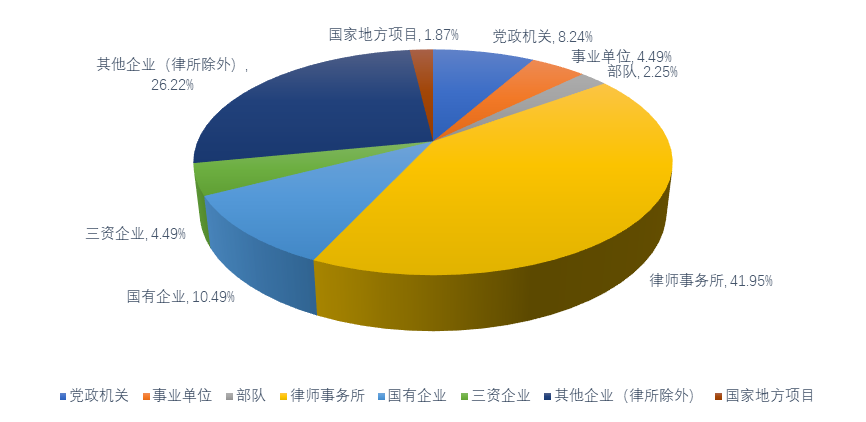 国家地方项目, 1.87%
党政机关, 8.24%
事业单位, 4.49%
部队, 2.25%
其他企业（律所除外）,
26.22%
三资企业, 4.49%
国有企业, 10.49%
律师事务所, 41.95%
党政机关 事业单位 部队 律师事务所 国有企业 三资企业 其他企业（律所除外） 国家地方项目